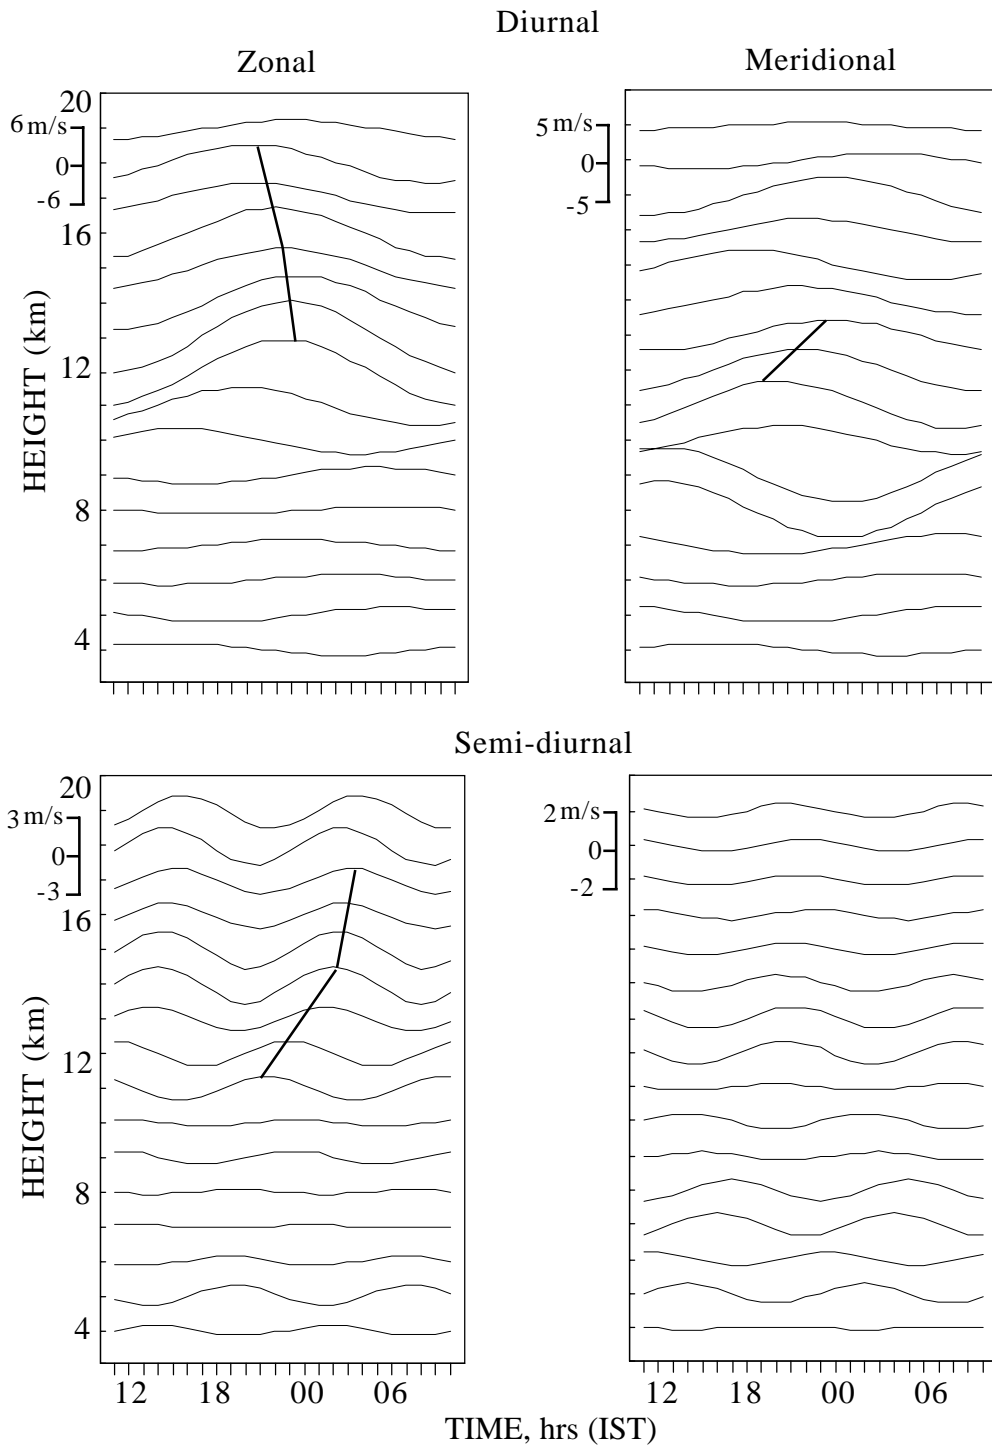 Diurnal
Zonal
Meridional
20
6 m/s
0
-6
16
HEIGHT (km)
12
8
4
5 m/s
0
-5
Semi-diurnal
20
3 m/s
0
-3
16
HEIGHT (km)
12
8
4
2 m/s
0
-2
12 18 00 06
12 18 00 06
TIME, hrs (IST)